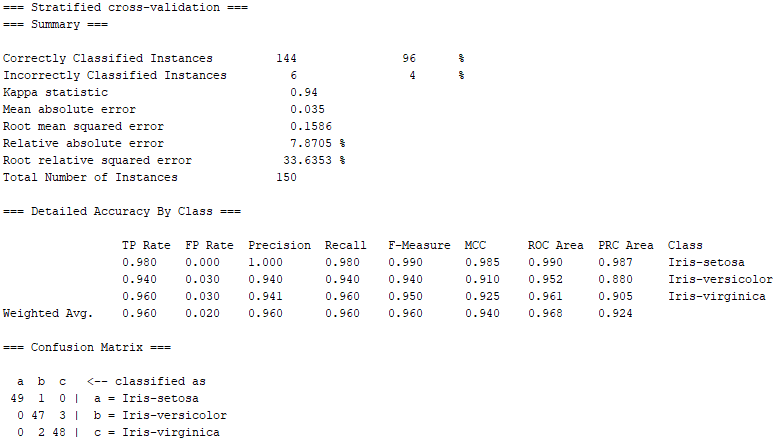 === Stratified cross-validation ===
=== Summary ===
Correctly Classified Instances         144               96      %
Incorrectly Classified Instances         6                4      %
Kappa statistic                          0.94
Mean absolute error                      0.035
Root mean squared error                  0.1586
Relative absolute error                  7.8705 %
Root relative squared error             33.6353 %
Total Number of Instances              150
=== Detailed Accuracy By Class ===
                 TP Rate  FP Rate  Precision  Recall   F-Measure  MCC      ROC Area  PRC Area  Class
                 0.980    0.000    1.000      0.980    0.990      0.985    0.990     0.987     Iris-setosa
                 0.940    0.030    0.940      0.940    0.940      0.910    0.952     0.880     Iris-versicolor
                 0.960    0.030    0.941      0.960    0.950      0.925    0.961     0.905     Iris-virginica
Weighted Avg.    0.960    0.020    0.960      0.960    0.960      0.940    0.968     0.924
=== Confusion Matrix ===
  a  b  c   <-- classified as
 49  1  0 |  a = Iris-setosa
  0 47  3 |  b = Iris-versicolor
  0  2 48 |  c = Iris-virginica